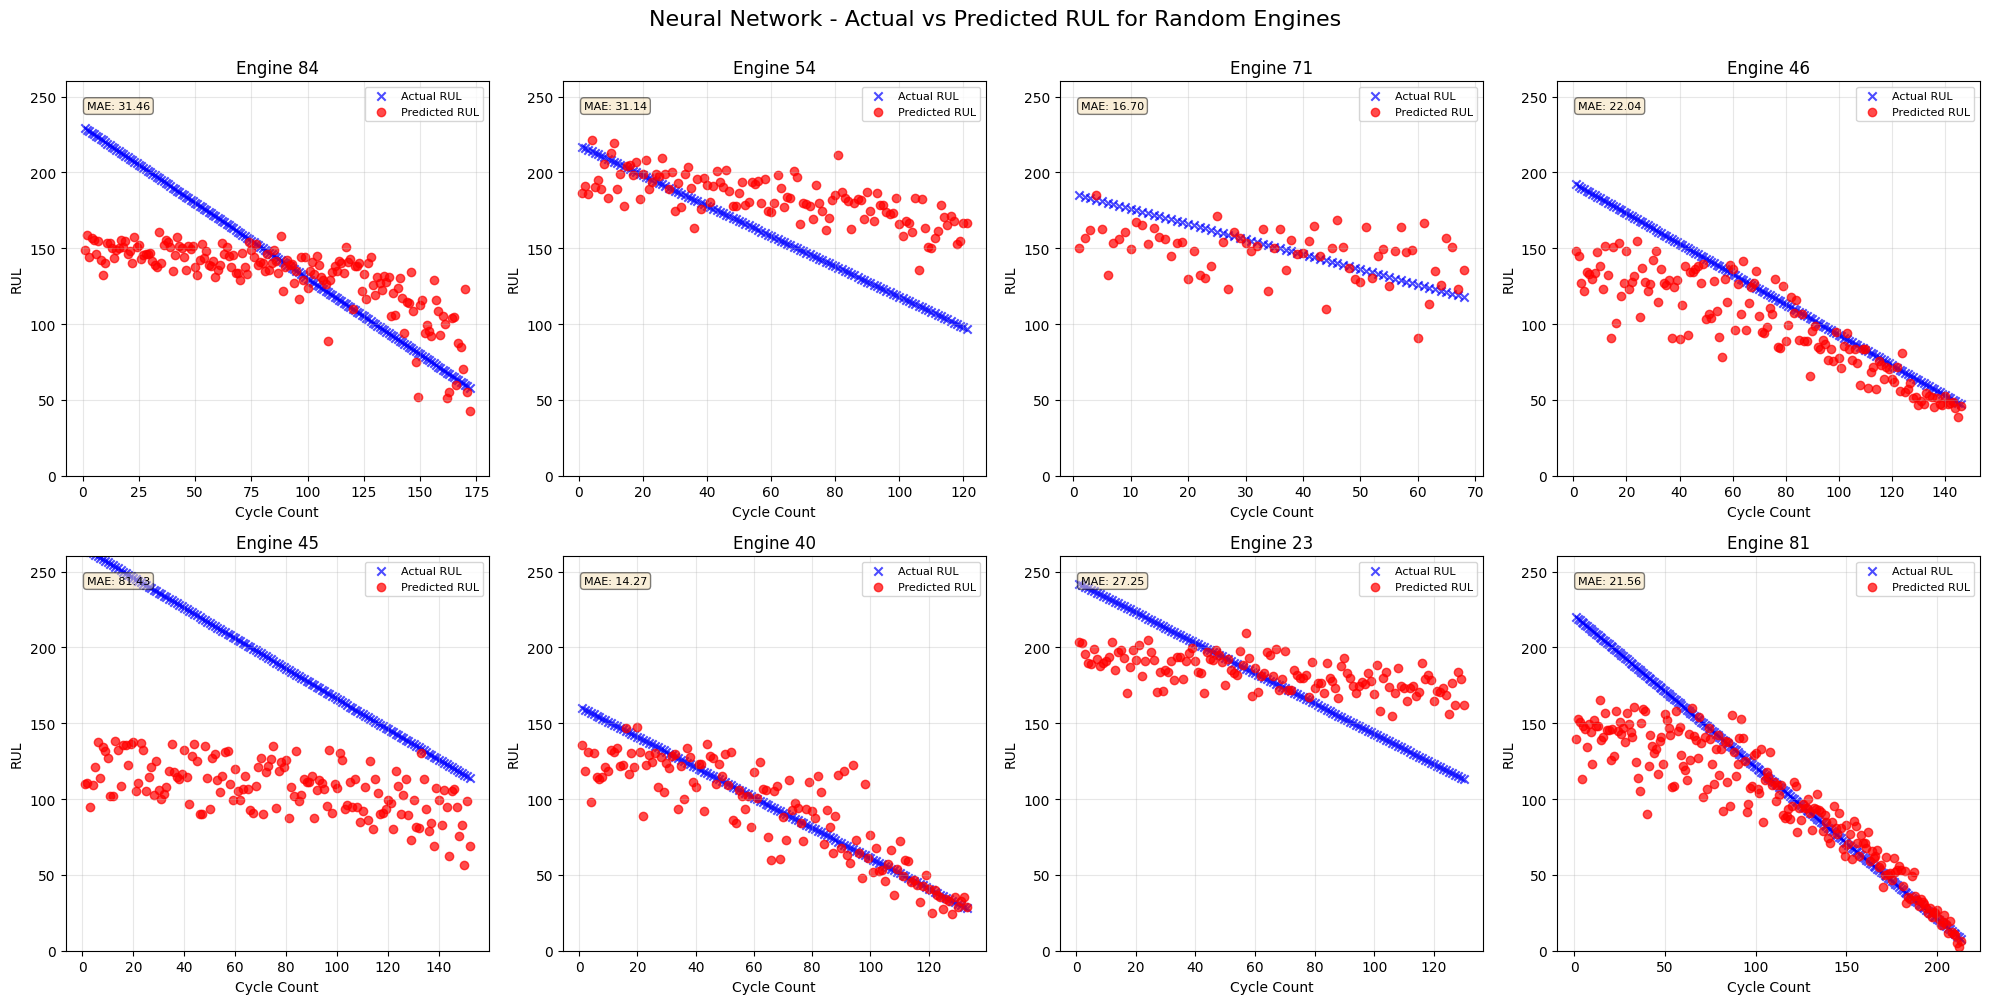 Neural Network - Actual vs Predicted RUL for Random Engines
Engine 84
MAE: 31.46
Actual RUL
Predicted RUL
RUL
250
200
150
100
50
0
0 25 50 75 100 125 150 175
Cycle Count
Engine 54
MAE: 31.14
Actual RUL
Predicted RUL
RUL
250
200
150
100
50
0
0 20 40 60 80 100 120
Cycle Count
Engine 71
MAE: 16.70
Actual RUL
Predicted RUL
RUL
250
200
150
100
50
0
0 10 20 30 40 50 60 70
Cycle Count
Engine 46
MAE: 22.04
Actual RUL
Predicted RUL
RUL
250
200
150
100
50
0
0 20 40 60 80 100 120 140
Cycle Count
Engine 45
MAE: 81.43
Actual RUL
Predicted RUL
RUL
250
200
150
100
50
0
0 20 40 60 80 100 120 140
Cycle Count
Engine 40
MAE: 14.27
Actual RUL
Predicted RUL
RUL
250
200
150
100
50
0
0 20 40 60 80 100 120
Cycle Count
Engine 23
MAE: 27.25
Actual RUL
Predicted RUL
RUL
250
200
150
100
50
0
0 20 40 60 80 100 120
Cycle Count
Engine 81
MAE: 21.56
Actual RUL
Predicted RUL
RUL
250
200
150
100
50
0
0 50 100 150 200
Cycle Count